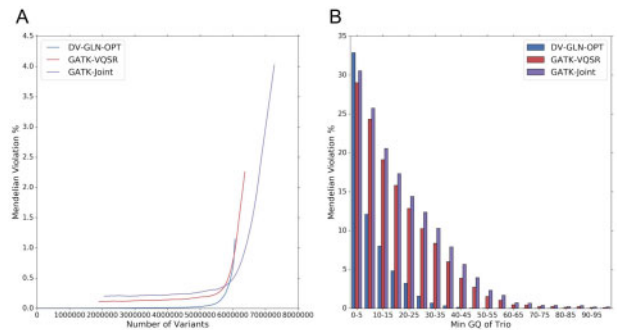 A
B
4.5
4.0
3.5
3.0
2.5
2.0
1.5
1.0
0.5
0.0
Mendelian Violation %
DV-GLN-OPT
GATK-VQSR
GATK-Joint
0 1000000 2000000 3000000 4000000 5000000 6000000 7000000 8000000
Number of Variants
35
30
25
20
15
10
5
0
Mendelian Violation %
DV-GLN-OPT
GATK-VQSR
GATK-Joint
0-5 10-15 20-25 30-35 40-45 50-55 60-65 70-75 80-85 90-95
Min GQ of Trio